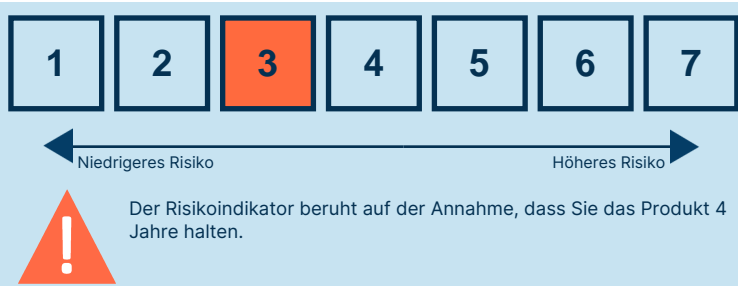 1 2 3 4 5 6 7
Niedrigeres Risiko Höheres Risiko
Der Risikoindikator beruht auf der Annahme, dass Sie das Produkt 4
Jahre halten.